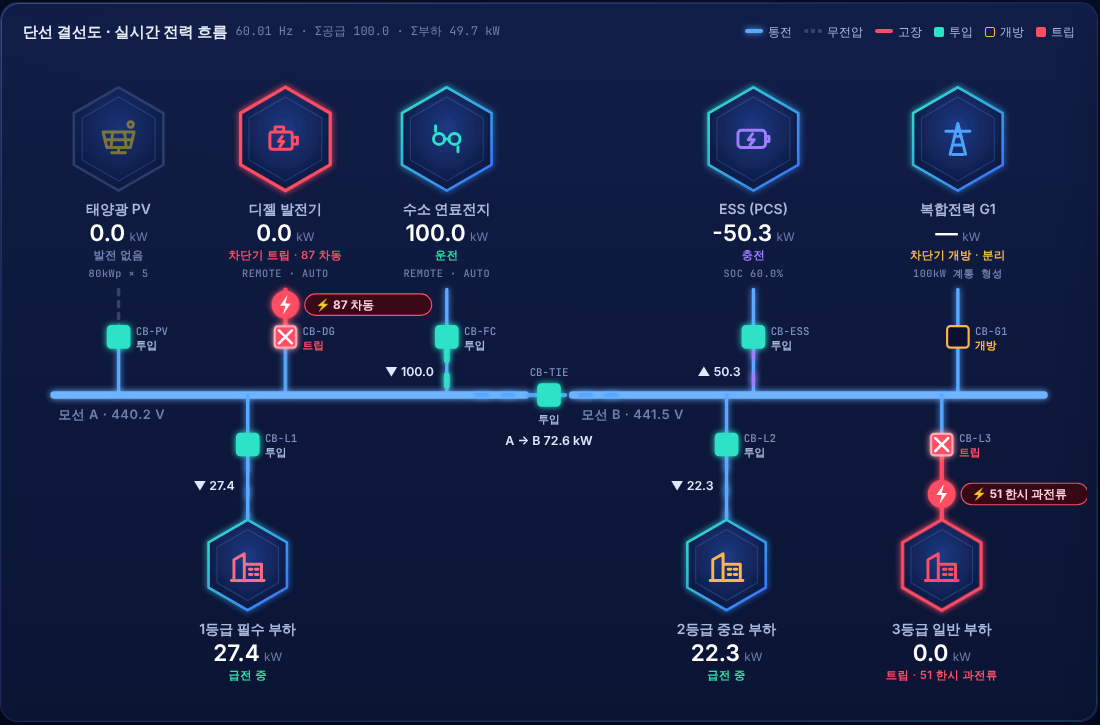 단선 결선도 · 실시간 전력 흐름 60.01 Hz · Σ공급 100.0 · Σ부하 49.7 kW
통전 무전압 고장 투입 개방 트립
태양광 PV
0.0 kW
발전 없음
80kWp × 5
디젤 발전기
0.0 kW
차단기 트립 · 87 차동
REMOTE · AUTO
수소 연료전지
100.0 kW
운전
REMOTE · AUTO
ESS (PCS)
-50.3 kW
충전
SOC 60.0%
복합전력 G1
— kW
차단기 개방 · 분리
100kW 계통 형성
⚡ 87 차동
CB-PV
투입
CB-DG
트립
CB-FC
투입
CB-ESS
투입
CB-G1
개방
▼ 100.0
▲ 50.3
CB-TIE
투입
A → B 72.6 kW
모선 A · 440.2 V
모선 B · 441.5 V
CB-L1
투입
CB-L2
투입
CB-L3
트립
▼ 27.4
▼ 22.3
⚡ 51 한시 과전류
1등급 필수 부하
27.4 kW
급전 중
2등급 중요 부하
22.3 kW
급전 중
3등급 일반 부하
0.0 kW
트립 · 51 한시 과전류